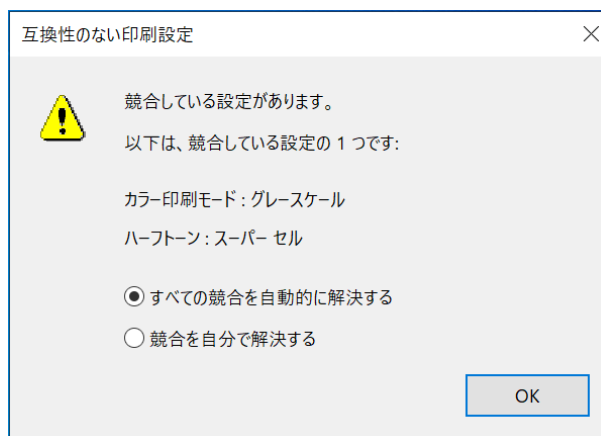 互換性のない印刷設定
競合している設定があります。
以下は、競合している設定の 1 つです:
カラー印刷モード : グレースケール
ハーフトーン : スーパー セル
すべての競合を自動的に解決する
競合を自分で解決する
OK